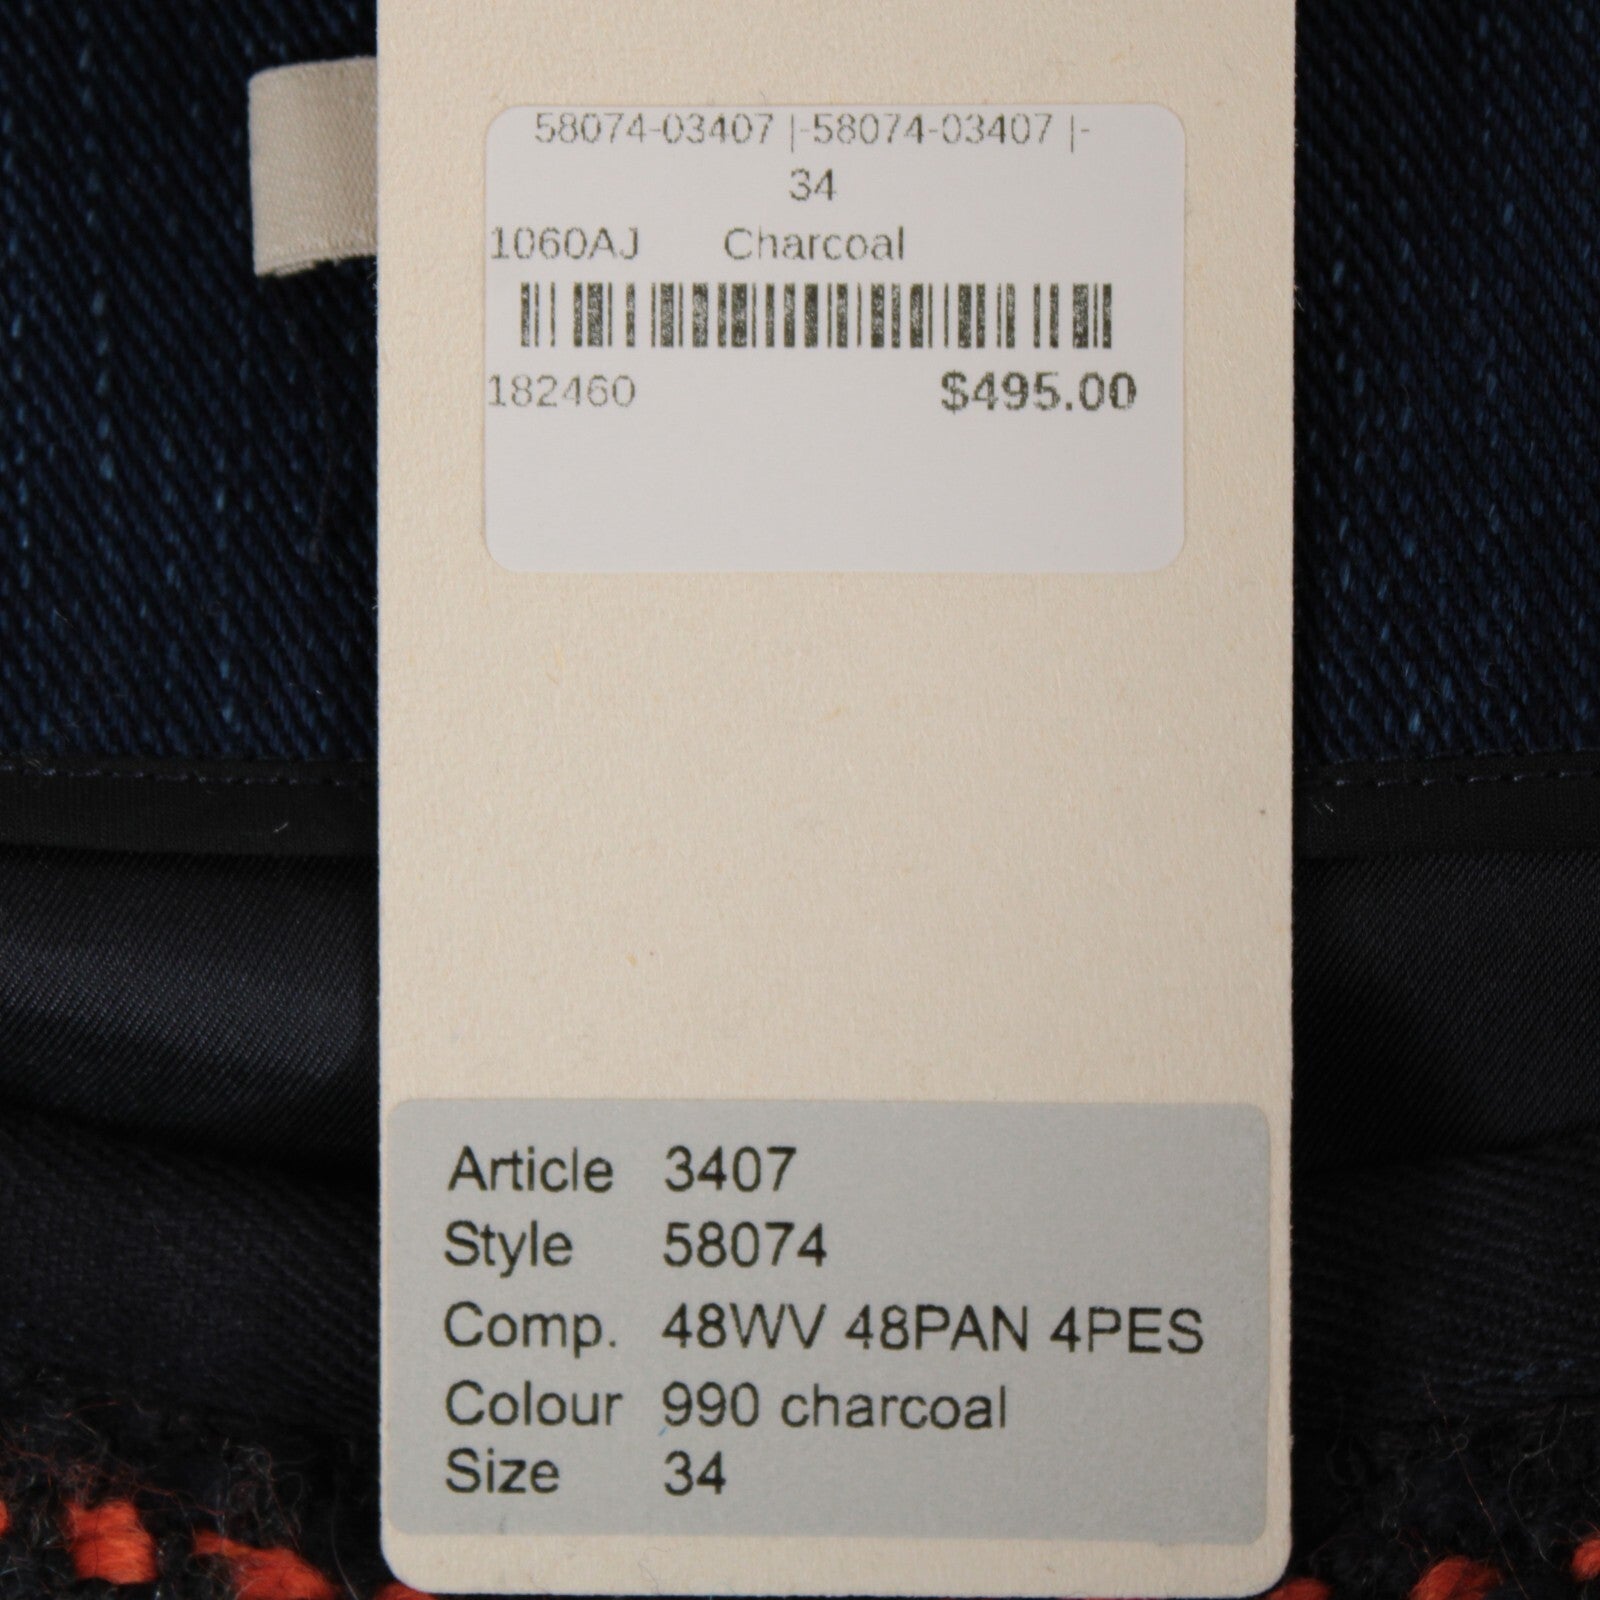 58074-03407 |-58074-03407 |-
34
1060AJ Charcoal
182460 $495.00
Article 3407
Style 58074
Comp. 48WV 48PAN 4PES
Colour 990 charcoal
Size 34